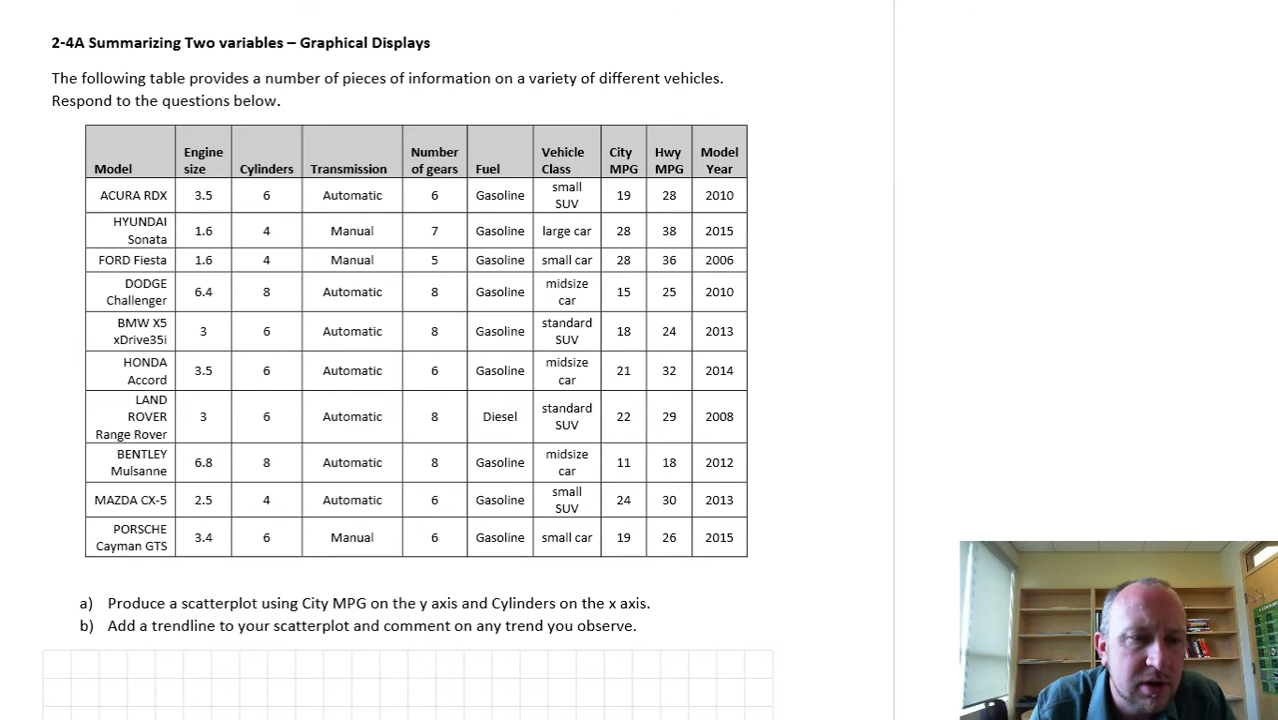 2-4A Summarizing Two variables – Graphical Displays
The following table provides a number of pieces of information on a variety of different vehicles.
Respond to the questions below.
Model Engine size Cylinders Transmission Number of gears Fuel Vehicle Class City MPG Hwy MPG Model Year
ACURA RDX 3.5 6 Automatic 6 Gasoline small SUV 19 28 2010
HYUNDAI Sonata 1.6 4 Manual 7 Gasoline large car 28 38 2015
FORD Fiesta 1.6 4 Manual 5 Gasoline small car 28 36 2006
DODGE Challenger 6.4 8 Automatic 8 Gasoline midsize car 15 25 2010
BMW X5 xDrive35i 3 6 Automatic 8 Gasoline standard SUV 18 24 2013
HONDA Accord 3.5 6 Automatic 6 Gasoline midsize car 21 32 2014
LAND ROVER Range Rover 3 6 Automatic 8 Diesel standard SUV 22 29 2008
BENTLEY Mulsanne 6.8 8 Automatic 8 Gasoline midsize car 11 18 2012
MAZDA CX-5 2.5 4 Automatic 6 Gasoline small SUV 24 30 2013
PORSCHE Cayman GTS 3.4 6 Manual 6 Gasoline small car 19 26 2015
a) Produce a scatterplot using City MPG on the y axis and Cylinders on the x axis.
b) Add a trendline to your scatterplot and comment on any trend you observe.